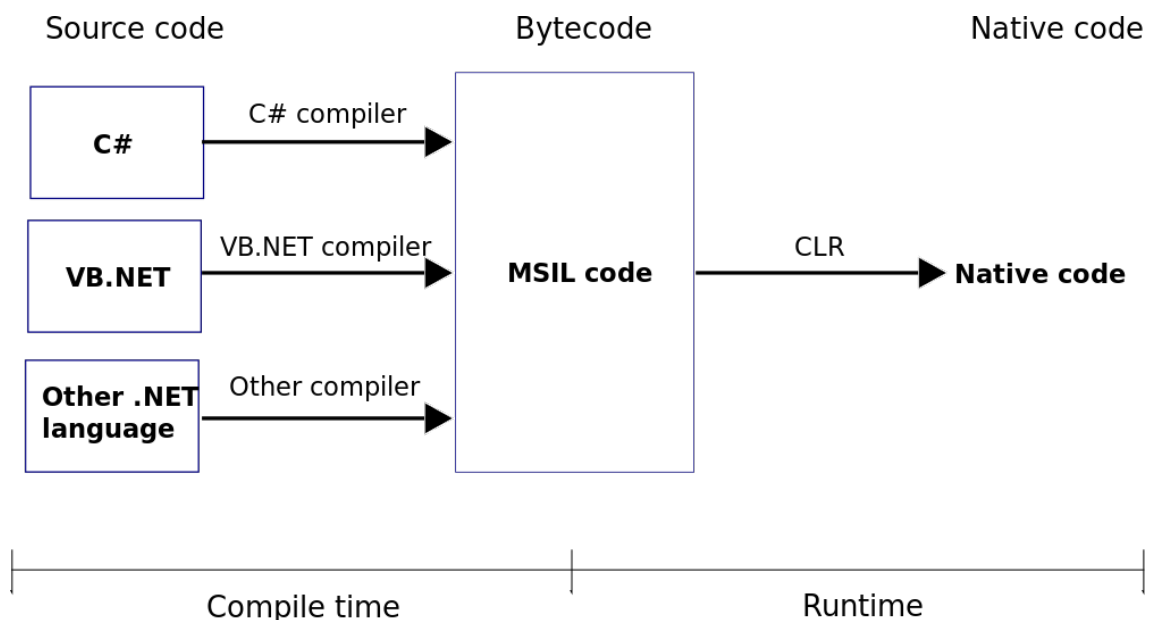 Source code
Bytecode
Native code
C# compiler
C#
VB.NET compiler
VB.NET
MSIL code
CLR
Native code
Other compiler
Other .NET
language
Compile time
Runtime